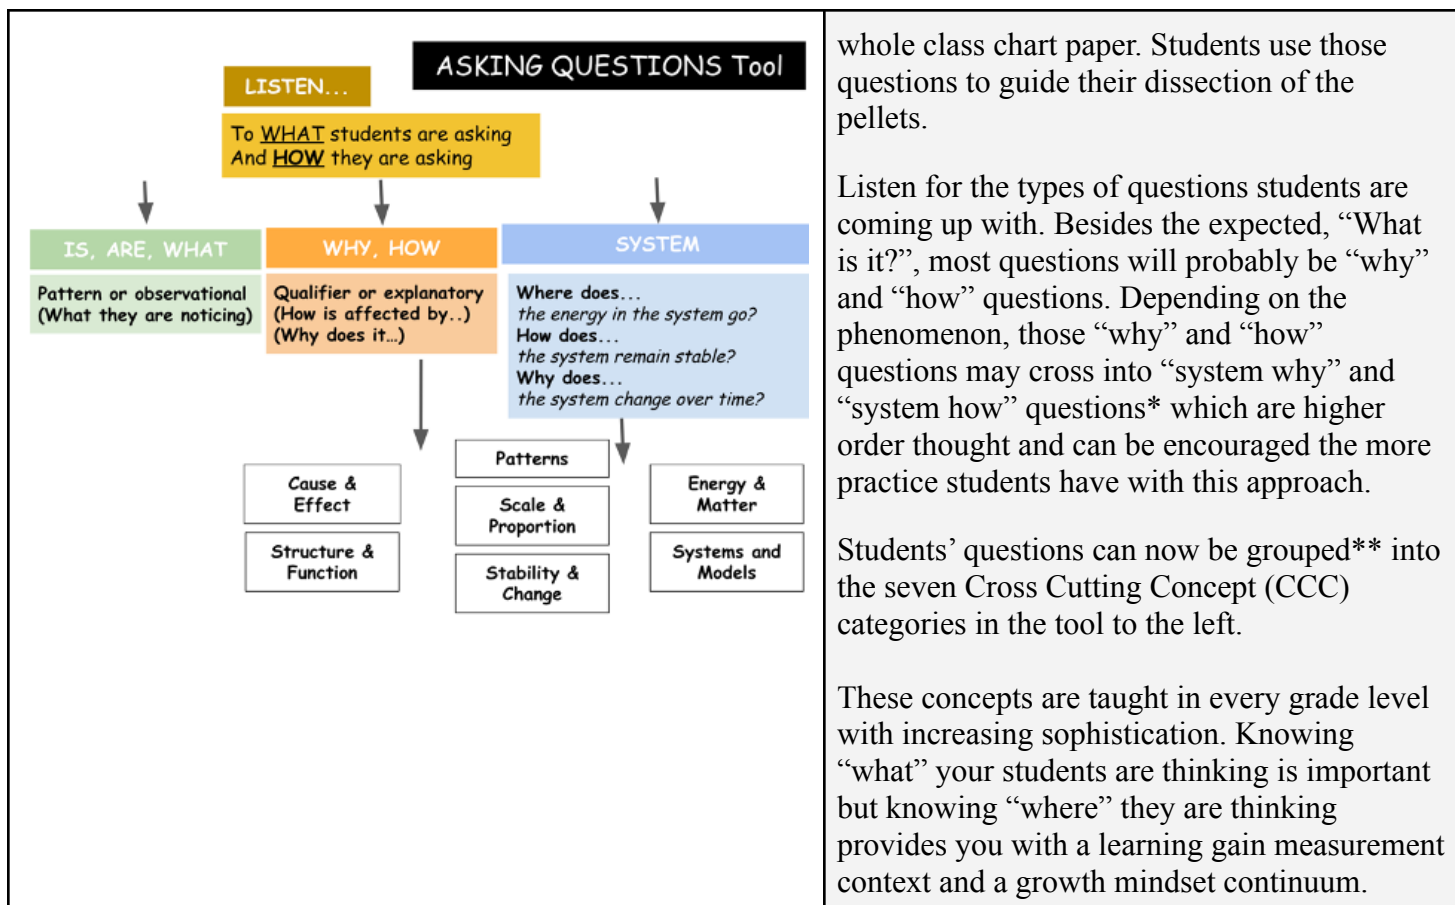 ASKING QUESTIONS Tool
LISTEN...
To WHAT students are asking
And HOW they are asking
IS, ARE, WHAT
Pattern or observational
(What they are noticing)
WHY, HOW
Qualifier or explanatory
(How is affected by..)
(Why does it...)
SYSTEM
Where does...
the energy in the system go?
How does...
the system remain stable?
Why does...
the system change over time?
Cause &
Effect
Structure &
Function
Patterns
Scale &
Proportion
Stability &
Change
Energy &
Matter
Systems and
Models
whole class chart paper. Students use those
questions to guide their dissection of the
pellets.
Listen for the types of questions students are
coming up with. Besides the expected, “What
is it?”, most questions will probably be “why”
and “how” questions. Depending on the
phenomenon, those “why” and “how”
questions may cross into “system why” and
“system how” questions* which are higher
order thought and can be encouraged the more
practice students have with this approach.
Students’ questions can now be grouped** into
the seven Cross Cutting Concept (CCC)
categories in the tool to the left.
These concepts are taught in every grade level
with increasing sophistication. Knowing
“what” your students are thinking is important
but knowing “where” they are thinking
provides you with a learning gain measurement
context and a growth mindset continuum.